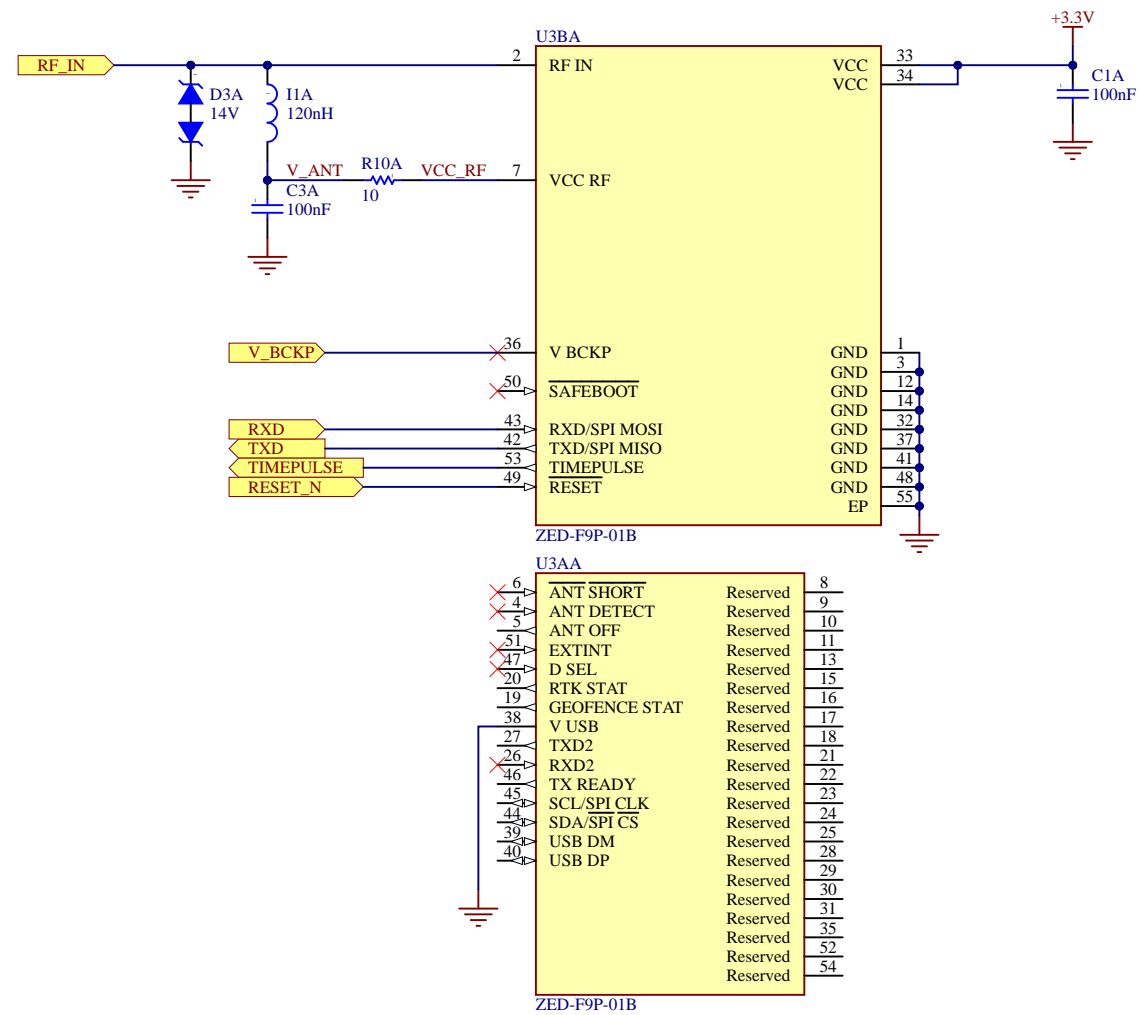 +3.3V
U3BA
RF_IN
2
RF IN
VCC
33
VCC
34
D3A
14V
I1A
120nH
C1A
100nF
V_ANT
R10A
10
VCC_RF
7
VCC RF
C3A
100nF
V_BCKP
36
V BCKP
GND
1
GND
3
50
SAFEBOOT
GND
12
GND
14
RXD
43
RXD/SPI MOSI
GND
32
TXD
42
TXD/SPI MISO
GND
37
TIMEPULSE
53
TIMEPULSE
GND
41
RESET_N
49
RESET
GND
48
EP
55
ZED-F9P-01B
U3AA
6
ANT SHORT
Reserved
8
4
ANT DETECT
Reserved
9
5
ANT OFF
Reserved
10
51
EXTINT
Reserved
11
47
D SEL
Reserved
13
20
RTK STAT
Reserved
15
19
GEOFENCE STAT
Reserved
16
38
V USB
Reserved
17
27
TXD2
Reserved
18
26
RXD2
Reserved
21
46
TX READY
Reserved
22
45
SCL/SPI CLK
Reserved
23
44
SDA/SPI CS
Reserved
24
39
USB DM
Reserved
25
40
USB DP
Reserved
28
Reserved
29
Reserved
30
Reserved
31
Reserved
35
Reserved
52
Reserved
54
ZED-F9P-01B